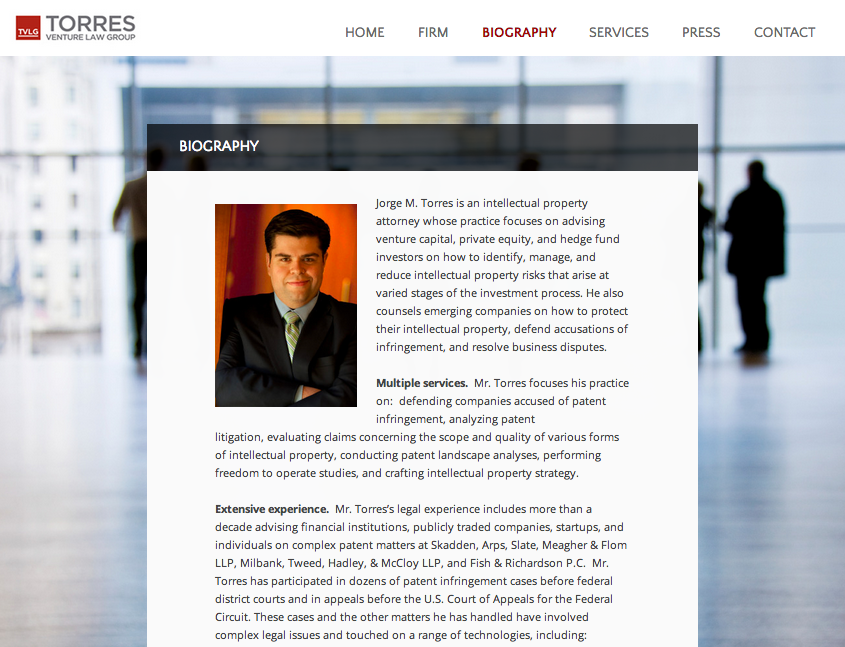 TVLG TORRES
VENTURE LAW GROUP
HOME FIRM BIOGRAPHY SERVICES PRESS CONTACT
BIOGRAPHY
Jorge M. Torres is an intellectual property
attorney whose practice focuses on advising
venture capital, private equity, and hedge fund
investors on how to identify, manage, and
reduce intellectual property risks that arise at
varied stages of the investment process. He also
counsels emerging companies on how to protect
their intellectual property, defend accusations of
infringement, and resolve business disputes.
Multiple services.  Mr. Torres focuses his practice
on:  defending companies accused of patent
infringement, analyzing patent
litigation, evaluating claims concerning the scope and quality of various forms
of intellectual property, conducting patent landscape analyses, performing
freedom to operate studies, and crafting intellectual property strategy.
Extensive experience.  Mr. Torres’s legal experience includes more than a
decade advising financial institutions, publicly traded companies, startups, and
individuals on complex patent matters at Skadden, Arps, Slate, Meagher & Flom
LLP, Milbank, Tweed, Hadley, & McCloy LLP, and Fish & Richardson P.C.  Mr.
Torres has participated in dozens of patent infringement cases before federal
district courts and in appeals before the U.S. Court of Appeals for the Federal
Circuit. These cases and the other matters he has handled have involved
complex legal issues and touched on a range of technologies, including: